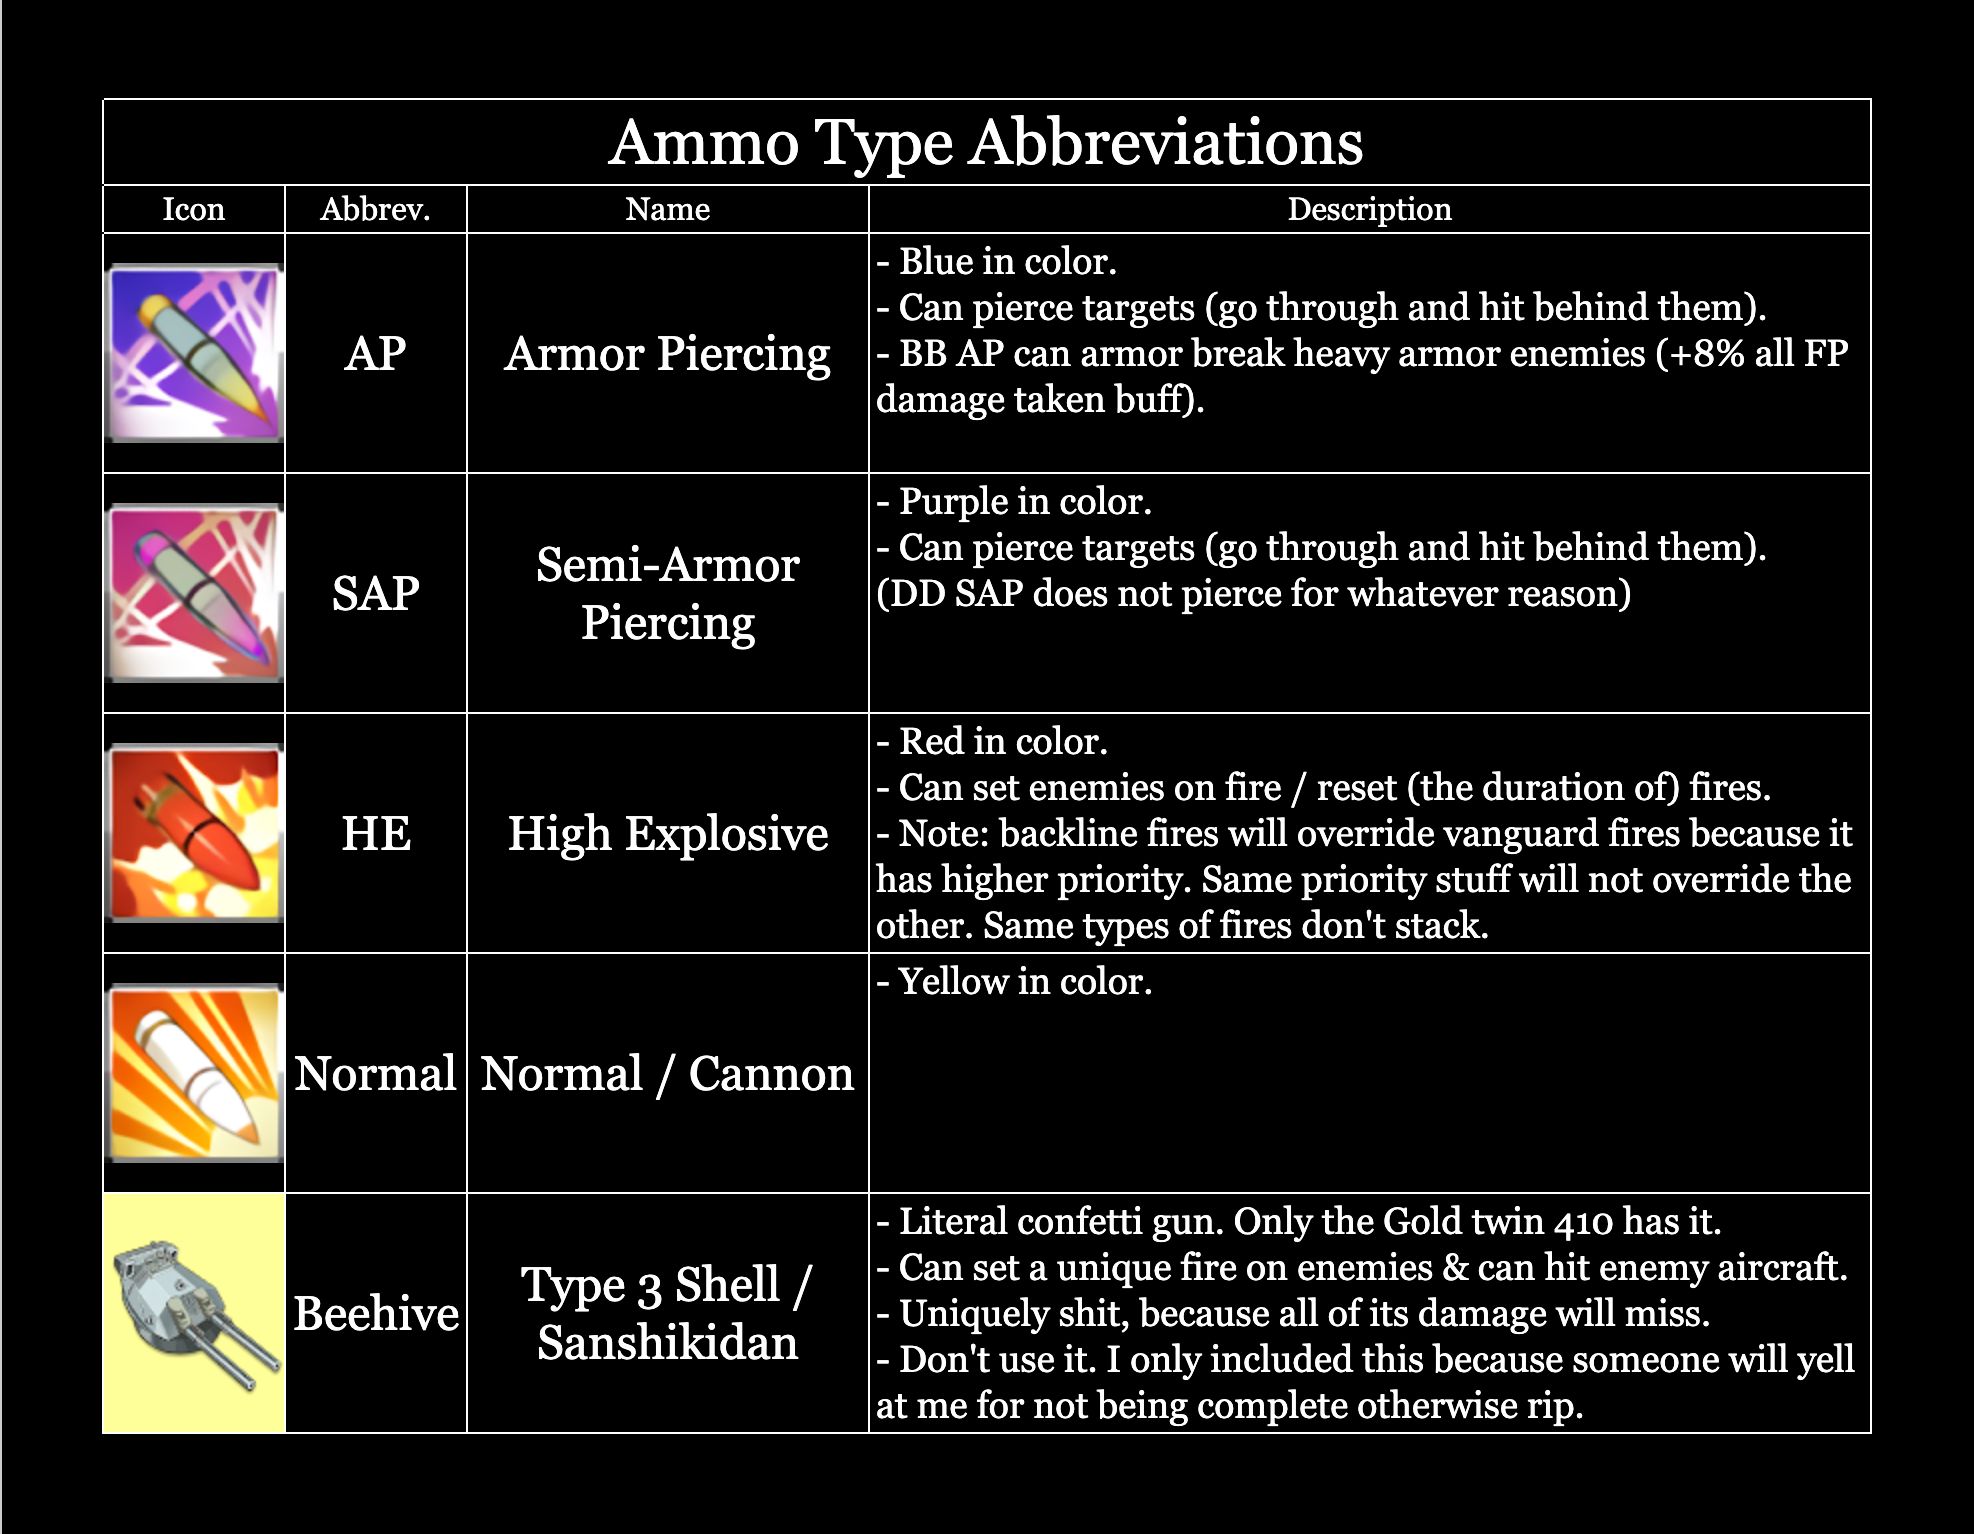 Ammo Type Abbreviations
Icon Abbrev. Name Description
AP
Armor Piercing
- Blue in color.
- Can pierce targets (go through and hit behind them).
- BB AP can armor break heavy armor enemies (+8% all FP
damage taken buff).
SAP
Semi-Armor
Piercing
- Purple in color.
- Can pierce targets (go through and hit behind them).
(DD SAP does not pierce for whatever reason)
HE
High Explosive
- Red in color.
- Can set enemies on fire / reset (the duration of) fires.
- Note: backline fires will override vanguard fires because it
has higher priority. Same priority stuff will not override the
other. Same types of fires don't stack.
Normal
Normal / Cannon
- Yellow in color.
Beehive
Type 3 Shell /
Sanshikidan
- Literal confetti gun. Only the Gold twin 410 has it.
- Can set a unique fire on enemies & can hit enemy aircraft.
- Uniquely shit, because all of its damage will miss.
- Don't use it. I only included this because someone will yell
at me for not being complete otherwise rip.